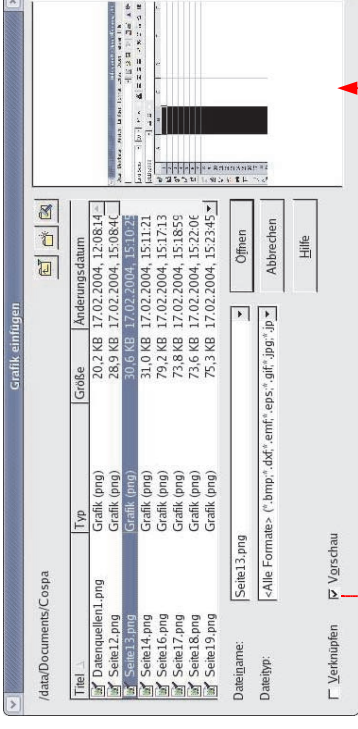 Grafik einfügen
/data/Documents/Cospa
Titel Typ Größe Änderungsdatum
Datenquellen1.png Grafik (png) 20,2 KB 17.02.2004, 12:08:14
Seite12.png Grafik (png) 28,9 KB 17.02.2004, 15:08:40
Seite13.png Grafik (png) 30,6 KB 17.02.2004, 15:10:25
Seite14.png Grafik (png) 31,0 KB 17.02.2004, 15:11:21
Seite16.png Grafik (png) 79,2 KB 17.02.2004, 15:17:13
Seite17.png Grafik (png) 73,8 KB 17.02.2004, 15:18:59
Seite18.png Grafik (png) 73,6 KB 17.02.2004, 15:22:06
Seite19.png Grafik (png) 75,3 KB 17.02.2004, 15:23:45
Dateiname: Seite13.png Öffnen
Dateityp: <Alle Formate> (*.bmp;*.dxf;*.emf;*.eps;*.gif;*.jpg;*.jp Abbrechen
Hilfe
Verknüpfen Vorschau